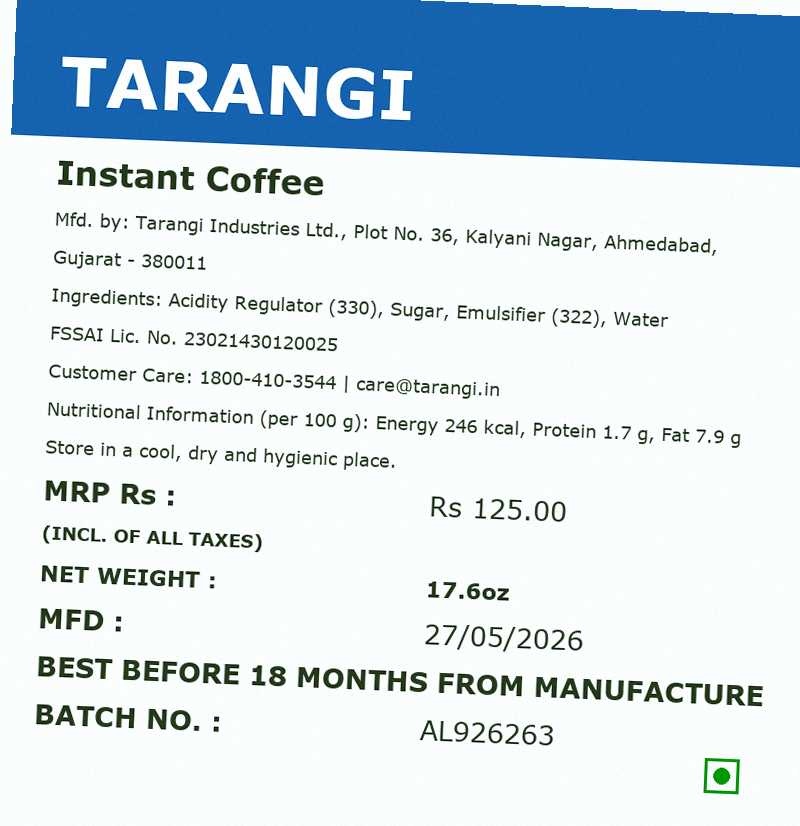 TARANGI
Instant Coffee
Mfd. by: Tarangi Industries Ltd., Plot No. 36, Kalyani Nagar, Ahmedabad,
Gujarat - 380011
Ingredients: Acidity Regulator (330), Sugar, Emulsifier (322), Water
FSSAI Lic. No. 23021430120025
Customer Care: 1800-410-3544 | care@tarangi.in
Nutritional Information (per 100 g): Energy 246 kcal, Protein 1.7 g, Fat 7.9 g
Store in a cool, dry and hygienic place.
MRP Rs : Rs 125.00
(INCL. OF ALL TAXES)
NET WEIGHT : 17.6oz
MFD : 27/05/2026
BEST BEFORE 18 MONTHS FROM MANUFACTURE
BATCH NO. : AL926263